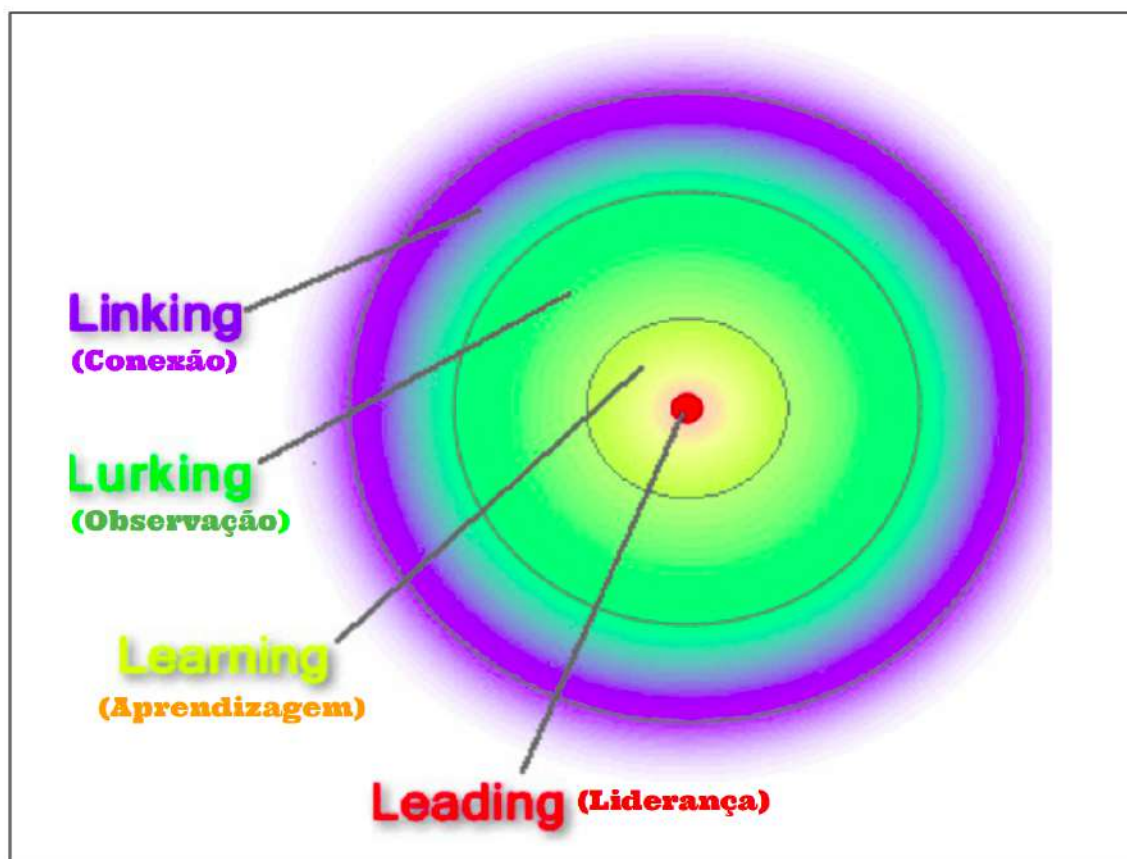 Linking
(Conexão)
Lurking
(Observação)
Learning
(Aprendizagem)
Leading (Liderança)